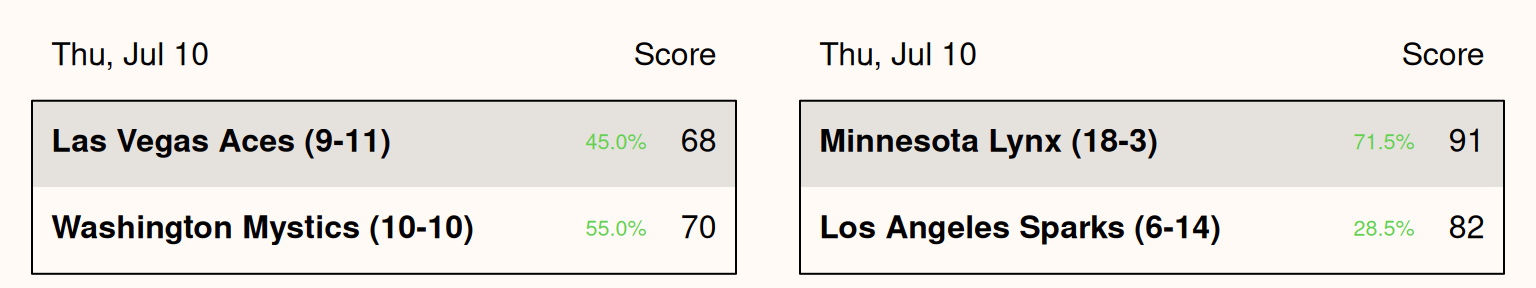 Thu, Jul 10 Score
Las Vegas Aces (9-11) 45.0% 68
Washington Mystics (10-10) 55.0% 70
Thu, Jul 10 Score
Minnesota Lynx (18-3) 71.5% 91
Los Angeles Sparks (6-14) 28.5% 82